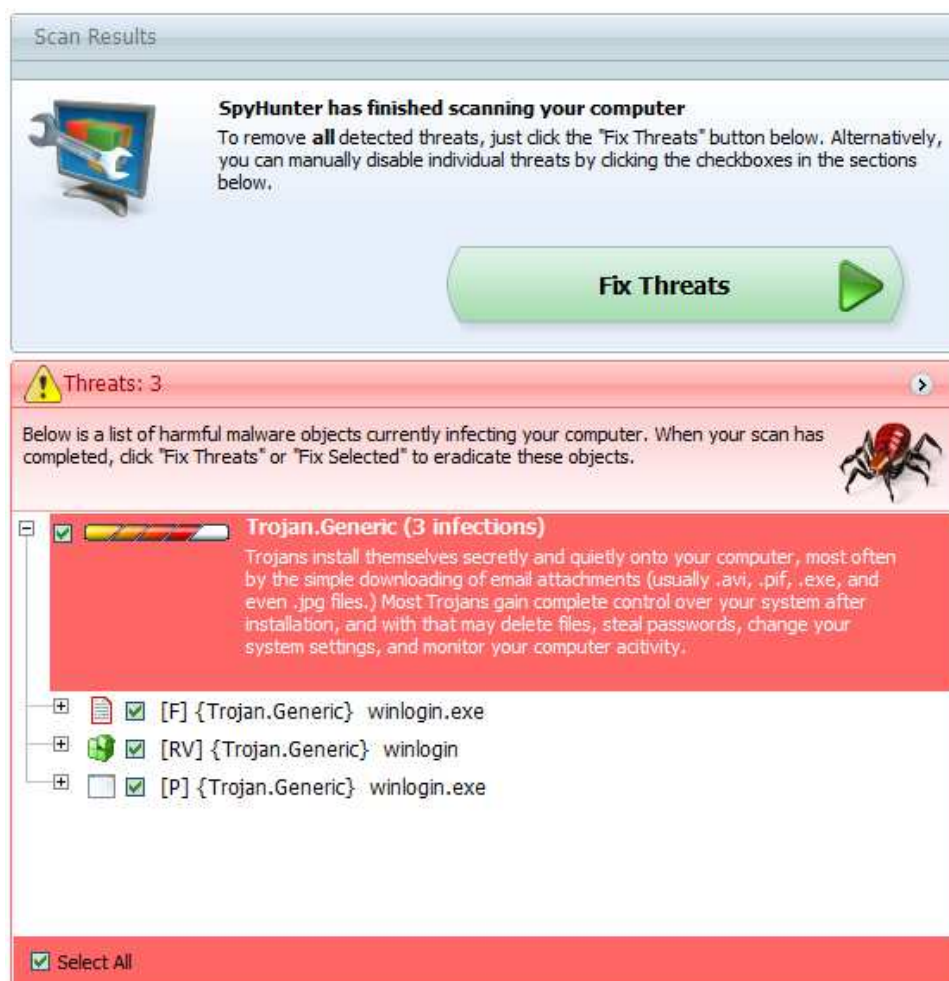 Scan Results
SpyHunter has finished scanning your computer
To remove all detected threats, just click the "Fix Threats" button below. Alternatively,
you can manually disable individual threats by clicking the checkboxes in the sections
below.
Fix Threats
Threats: 3
Below is a list of harmful malware objects currently infecting your computer. When your scan has
completed, click "Fix Threats" or "Fix Selected" to eradicate these objects.
Trojan.Generic (3 infections)
Trojans install themselves secretly and quietly onto your computer, most often
by the simple downloading of email attachments (usually .avi, .pif, .exe, and
even .jpg files.) Most Trojans gain complete control over your system after
installation, and with that may delete files, steal passwords, change your
system settings, and monitor your computer acitivity.
[F] {Trojan.Generic} winlogin.exe
[RV] {Trojan.Generic} winlogin
[P] {Trojan.Generic} winlogin.exe
Select All